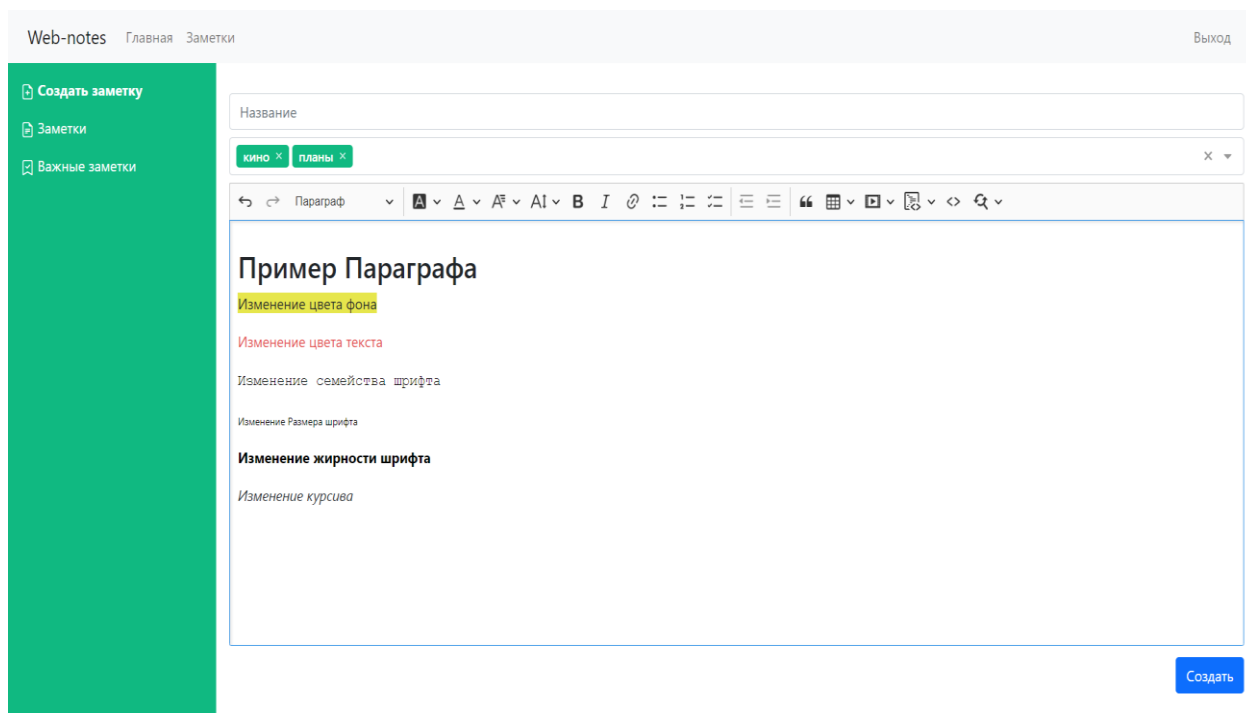 Web-notes Главная Заметки Выход
Создать заметку
Заметки
Важные заметки
Название
кино × планы ×
Параграф
Пример Параграфа
Изменение цвета фона
Изменение цвета текста
Изменение семейства шрифта
Изменение Размера шрифта
Изменение жирности шрифта
Изменение курсива
Создать